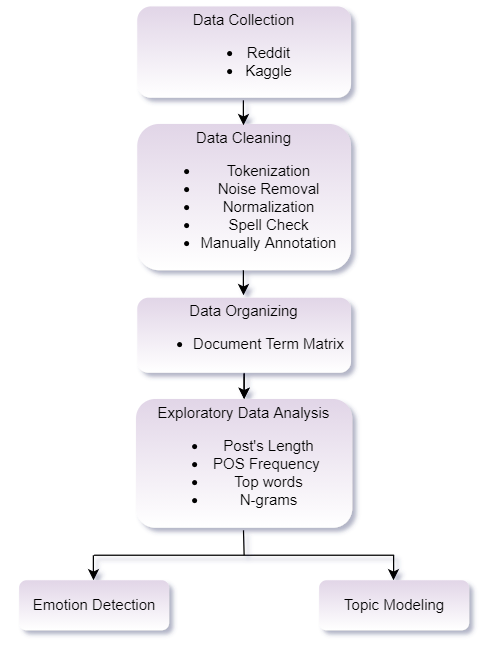 Data Collection
• Reddit
• Kaggle
Data Cleaning
• Tokenization
• Noise Removal
• Normalization
• Spell Check
• Manually Annotation
Data Organizing
• Document Term Matrix
Exploratory Data Analysis
• Post's Length
• POS Frequency
• Top words
• N-grams
Emotion Detection
Topic Modeling